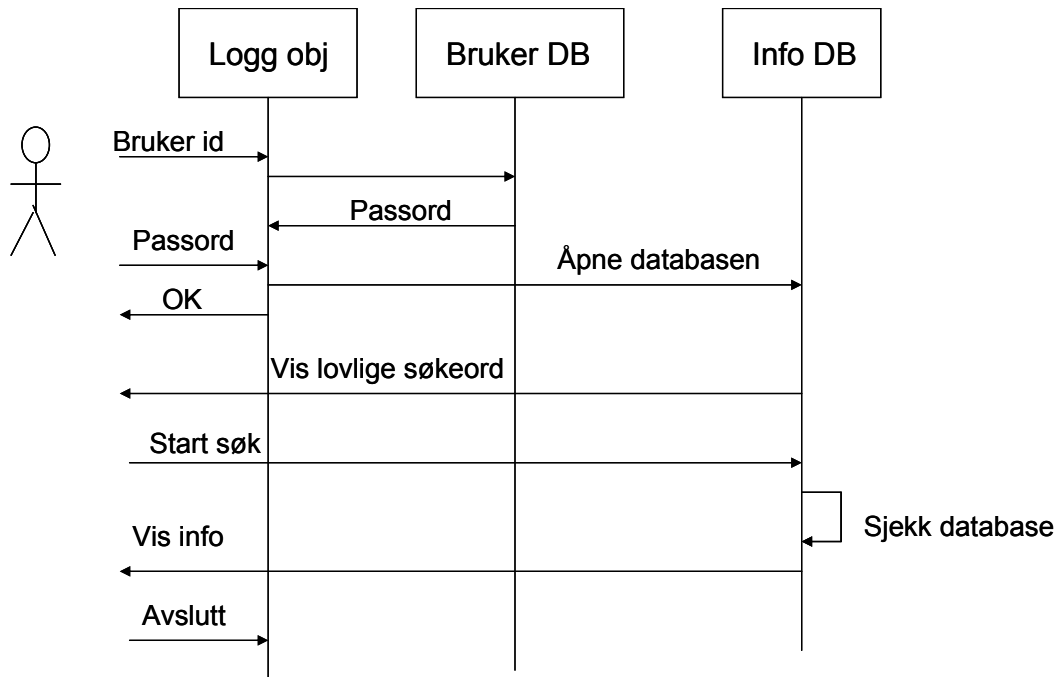 Logg obj
Bruker DB
Info DB
Bruker id
Passord
Passord
Åpne databasen
OK
Vis lovlige søkeord
Start søk
Sjekk database
Vis info
Avslutt